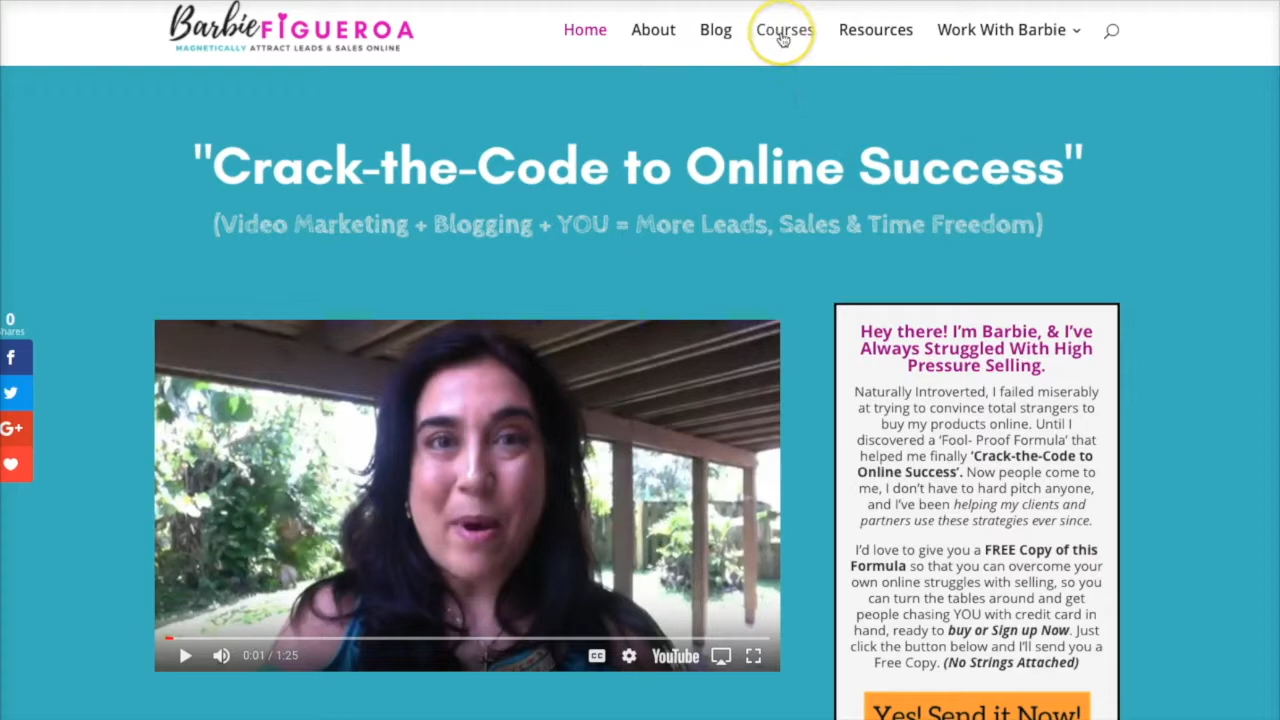 Barbie FIGUEROA
MAGNETICALLY ATTRACT LEADS & SALES ONLINE
Home About Blog Courses Resources Work With Barbie
"Crack-the-Code to Online Success"
(Video Marketing + Blogging + YOU = More Leads, Sales & Time Freedom)
0
Shares
f
G+
0:01 / 1:25
CC
YouTube
Hey there! I'm Barbie, & I've
Always Struggled With High
Pressure Selling.
Naturally Introverted, I failed miserably
at trying to convince total strangers to
buy my products online. Until I
discovered a 'Fool- Proof Formula' that
helped me finally 'Crack-the-Code to
Online Success'. Now people come to
me, I don't have to hard pitch anyone,
and I've been helping my clients and
partners use these strategies ever since.
I'd love to give you a FREE Copy of this
Formula so that you can overcome your
own online struggles with selling, so you
can turn the tables around and get
people chasing YOU with credit card in
hand, ready to buy or Sign up Now. Just
click the button below and I'll send you a
Free Copy. (No Strings Attached)
Yes! Send it Now!